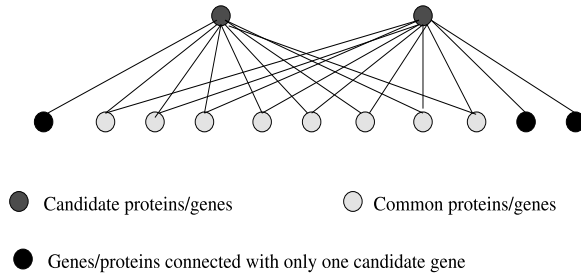 Candidate proteins/genes
Common proteins/genes
Genes/proteins connected with only one candidate gene